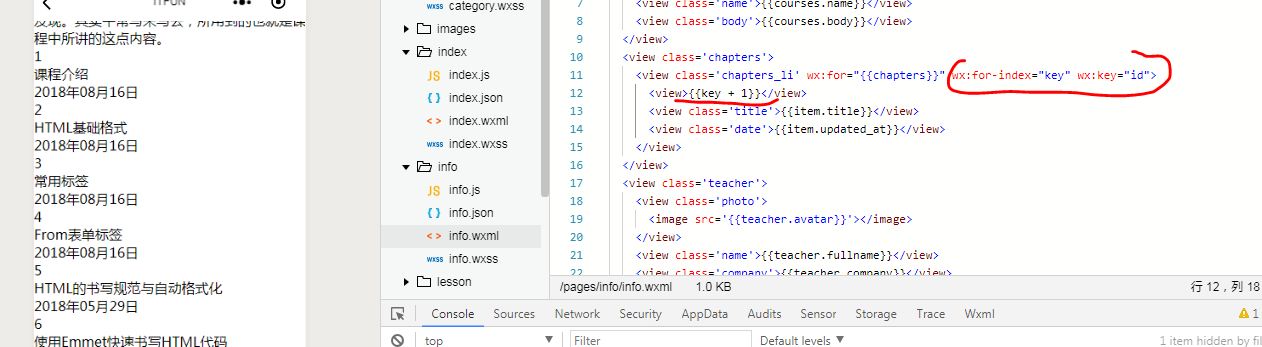 程中所讲的这点内容。
1
课程介绍
2018年08月16日
2
HTML基础格式
2018年08月16日
3
常用标签
2018年08月16日
4
From表单标签
2018年08月16日
5
HTML的书写规范与自动格式化
2018年05月29日
6
使用Emmet快速书写HTML代码
category.wxss
images
index
JS index.js
{ } index.json
< > index.wxml
wxss index.wxss
info
JS info.js
{ } info.json
< > info.wxml
wxss info.wxss
lesson
7 <view class='name'>{{courses.name}}</view>
8 <view class='body'>{{courses.body}}</view>
9 </view>
10 <view class='chapters'>
11 <view class='chapters_li' wx:for="{{chapters}}" wx:for-index="key" wx:key="id">
12 <view>{{key + 1}}</view>
13 <view class='title'>{{item.title}}</view>
14 <view class='date'>{{item.updated_at}}</view>
15 </view>
16 </view>
17 <view class='teacher'>
18 <view class='photo'>
19 <image src='{{teacher.avatar}}'></image>
20 </view>
21 <view class='name'>{{teacher.fullname}}</view>
22 <view class='company'>{{teacher.company}}</view>
/pages/info/info.wxml 1.0 KB 行 12，列 18
Console Sources Network Security AppData Audits Sensor Storage Trace Wxml 1
top Filter Default levels 1 item hidden by fil